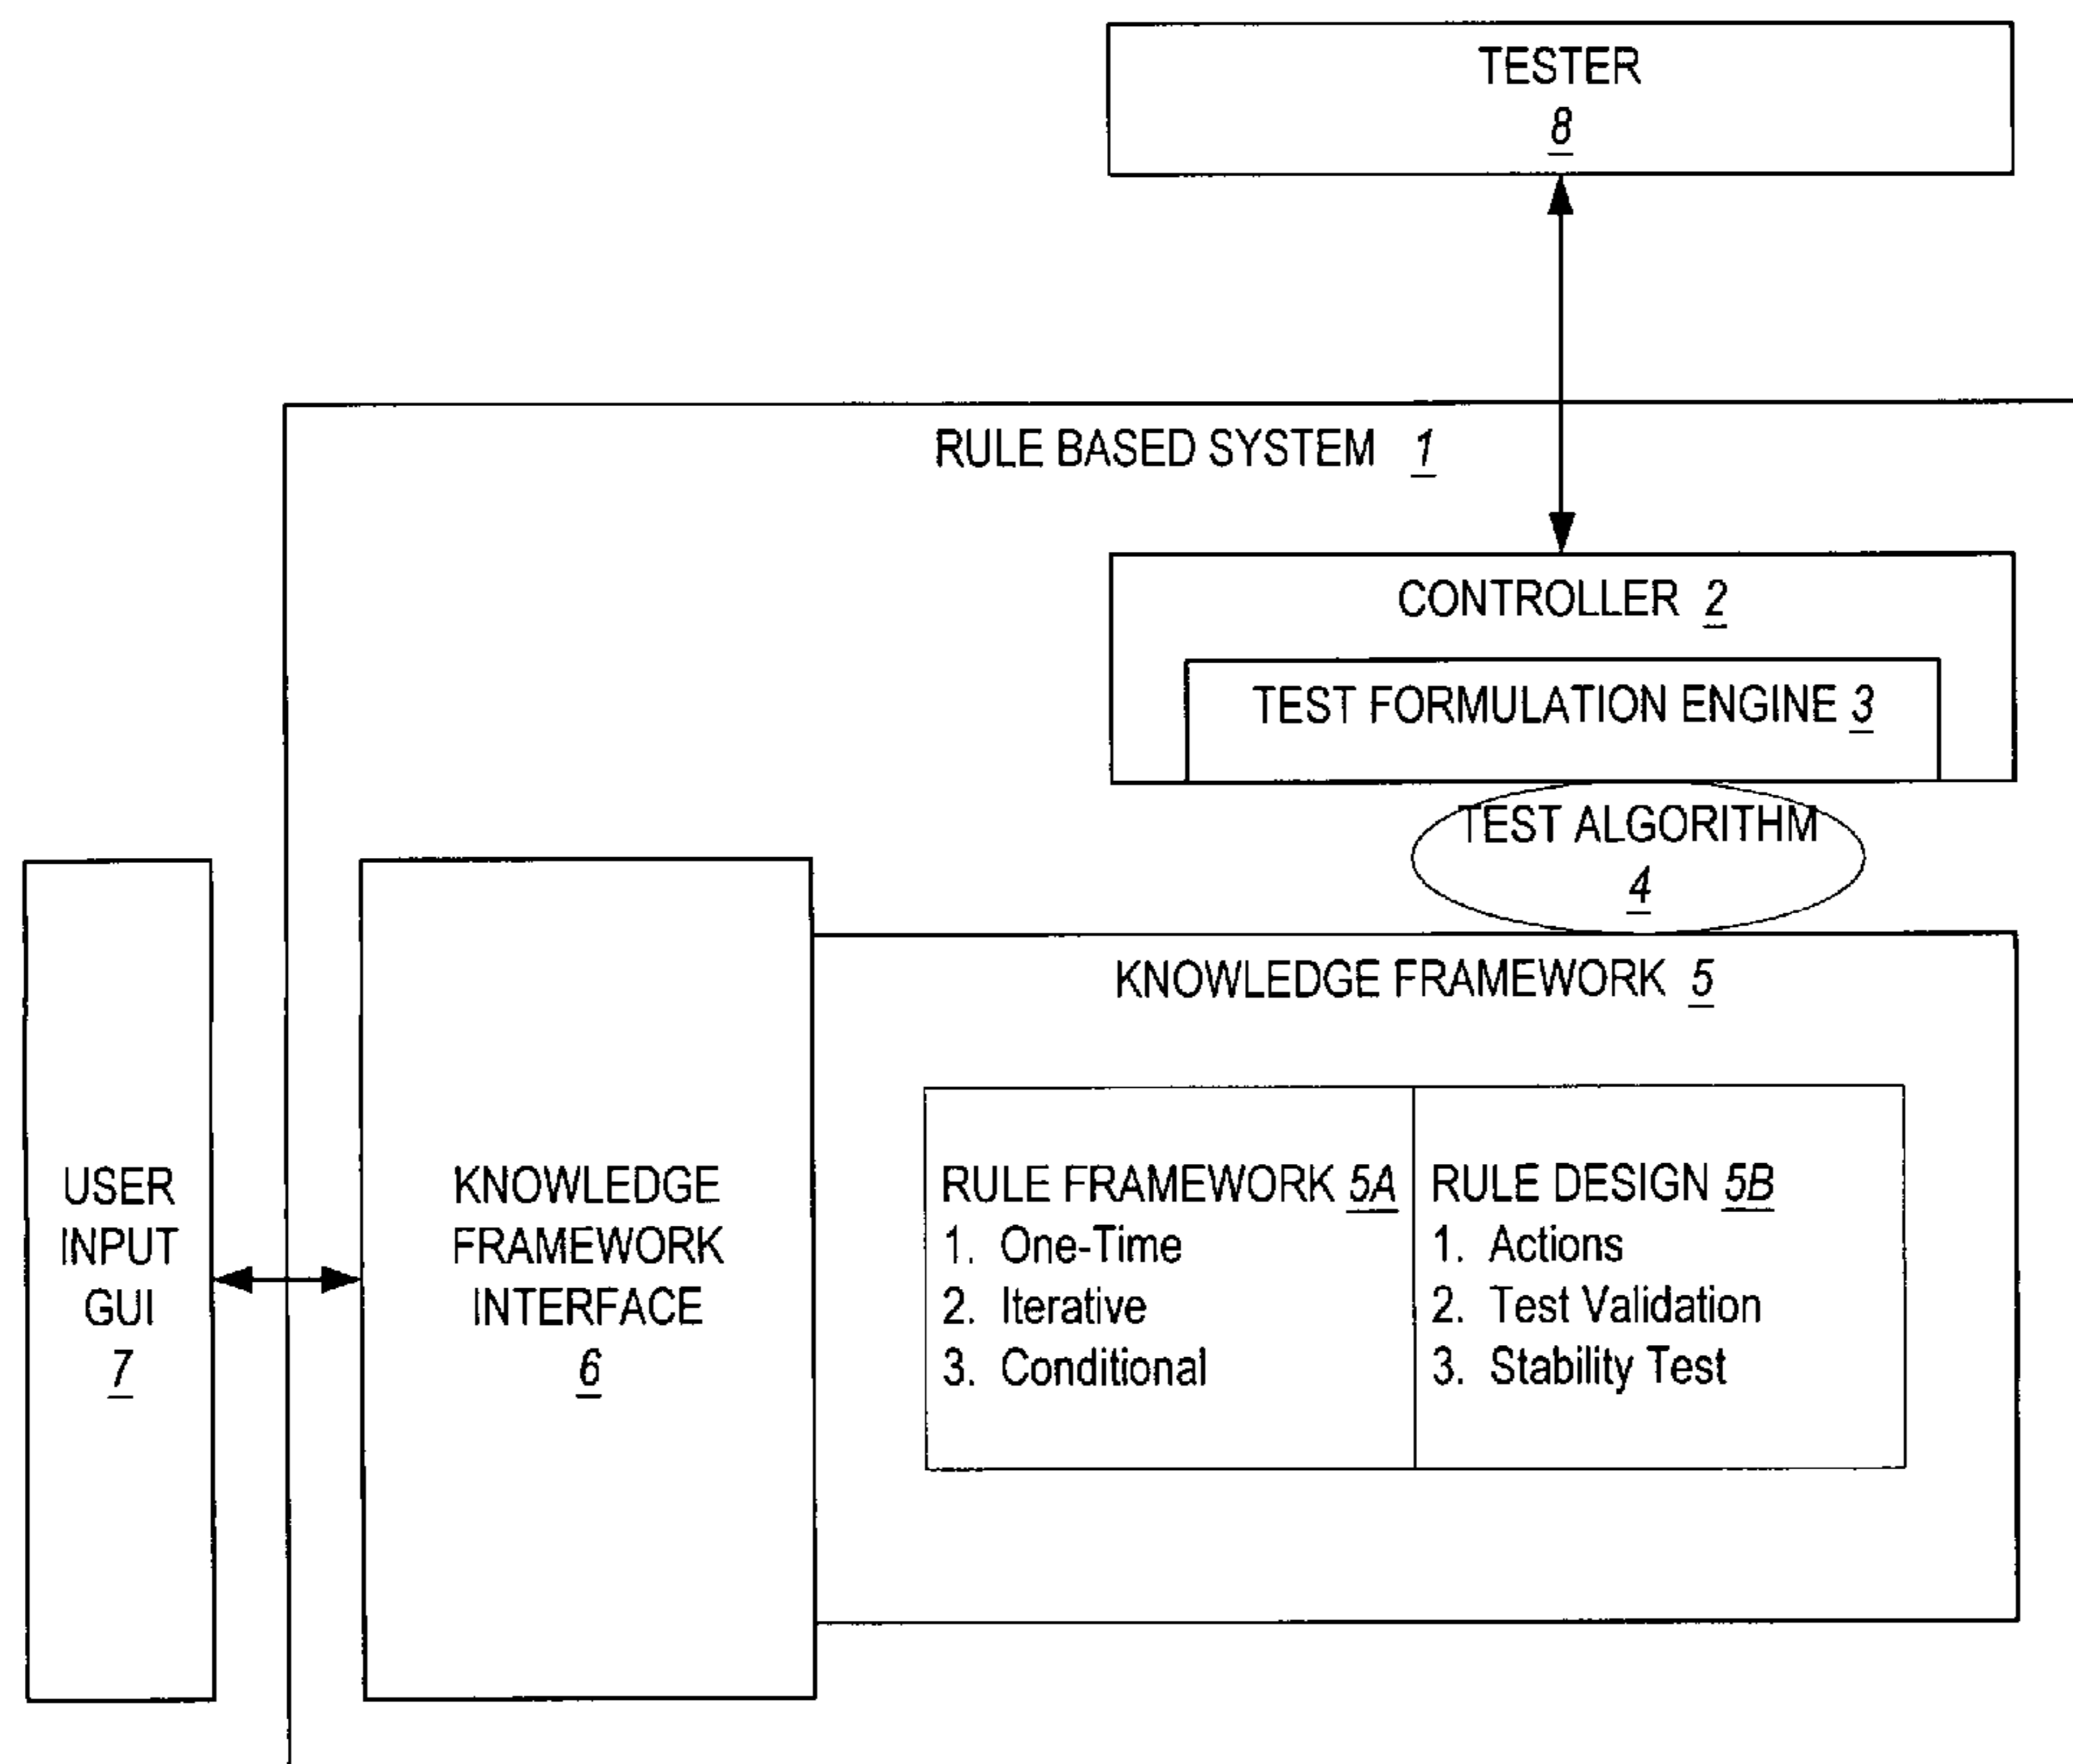 TESTER
8
RULE BASED SYSTEM 1
CONTROLLER 2
TEST FORMULATION ENGINE 3
TEST ALGORITHM
4
KNOWLEDGE FRAMEWORK 5
USER
INPUT
GUI
7
KNOWLEDGE
FRAMEWORK
INTERFACE
6
RULE FRAMEWORK 5A
1. One-Time
2. Iterative
3. Conditional
RULE DESIGN 5B
1. Actions
2. Test Validation
3. Stability Test